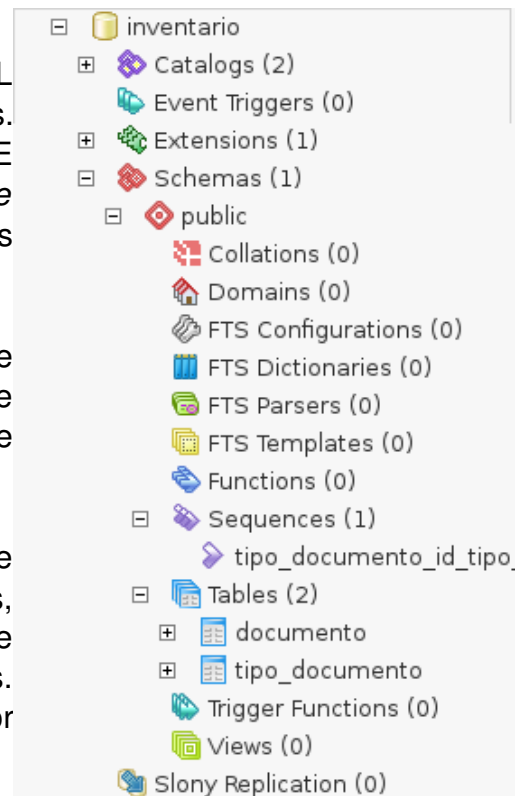 inventario
Catalogs (2)
Event Triggers (0)
Extensions (1)
Schemas (1)
public
Collations (0)
Domains (0)
FTS Configurations (0)
FTS Dictionaries (0)
FTS Parsers (0)
FTS Templates (0)
Functions (0)
Sequences (1)
tipo_documento_id_tipo_
Tables (2)
documento
tipo_documento
Trigger Functions (0)
Views (0)
Slony Replication (0)